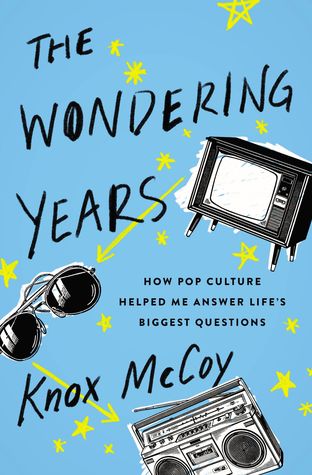 THE
WONDERING
YEARS
HOW POP CULTURE
HELPED ME ANSWER LIFE'S
BIGGEST QUESTIONS
Knox McCoy